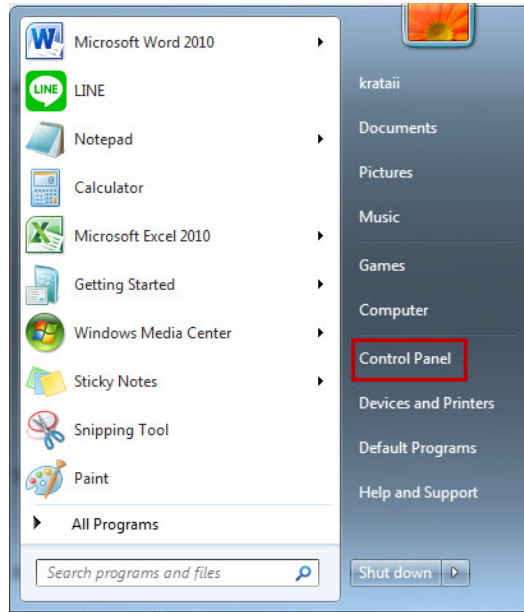 Microsoft Word 2010
LINE
LINE
Notepad
Calculator
Microsoft Excel 2010
Getting Started
Windows Media Center
Sticky Notes
Snipping Tool
Paint
All Programs
Search programs and files
krataii
Documents
Pictures
Music
Games
Computer
Control Panel
Devices and Printers
Default Programs
Help and Support
Shut down